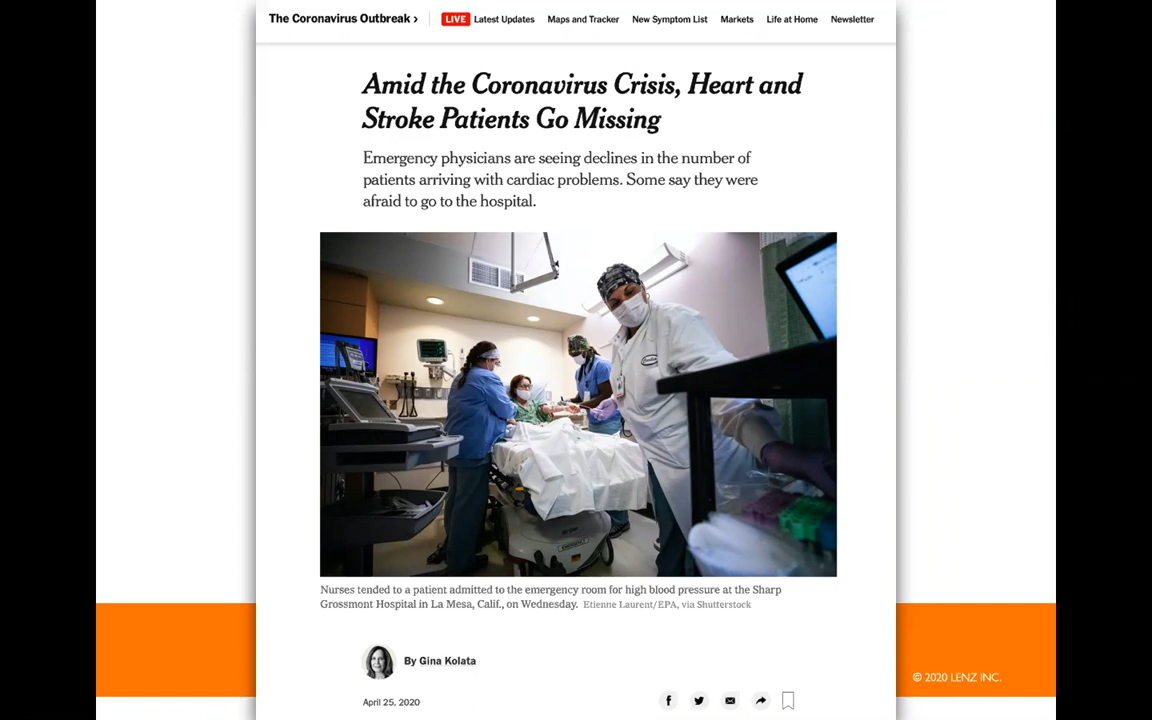 The Coronavirus Outbreak › LIVE Latest Updates Maps and Tracker New Symptom List Markets Life at Home Newsletter
Amid the Coronavirus Crisis, Heart and
Stroke Patients Go Missing
Emergency physicians are seeing declines in the number of
patients arriving with cardiac problems. Some say they were
afraid to go to the hospital.
Nurses tended to a patient admitted to the emergency room for high blood pressure at the Sharp
Grossmont Hospital in La Mesa, Calif., on Wednesday. Etienne Laurent/EPA, via Shutterstock
By Gina Kolata
© 2020 LENZ INC.
April 25, 2020